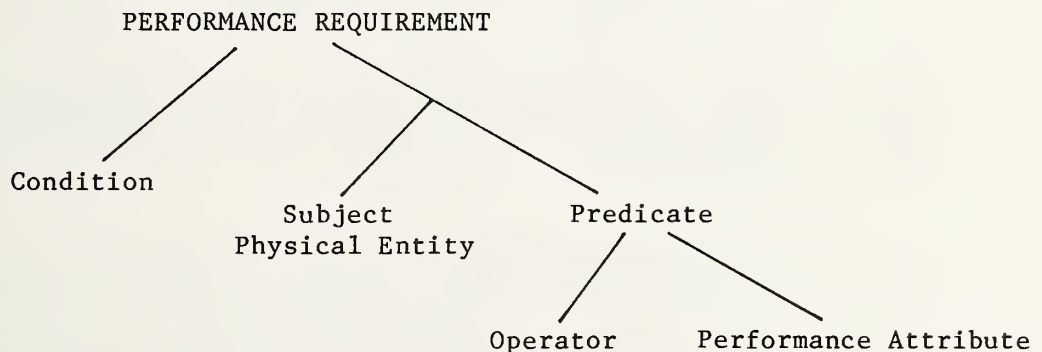 PERFORMANCE REQUIREMENT
Condition
Subject
Physical Entity
Predicate
Operator
Performance Attribute